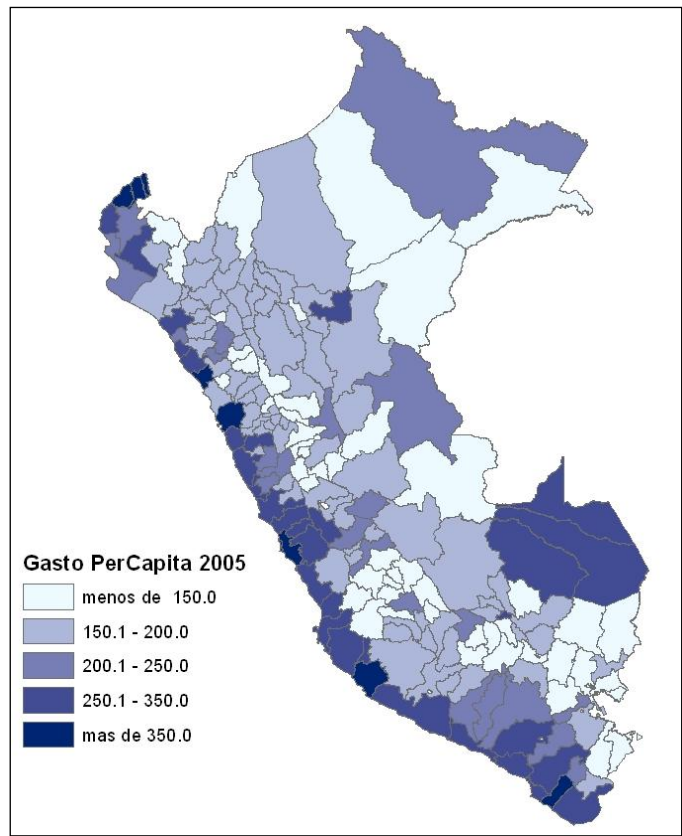 Gasto PerCapita 2005
menos de 150.0
150.1 - 200.0
200.1 - 250.0
250.1 - 350.0
mas de 350.0